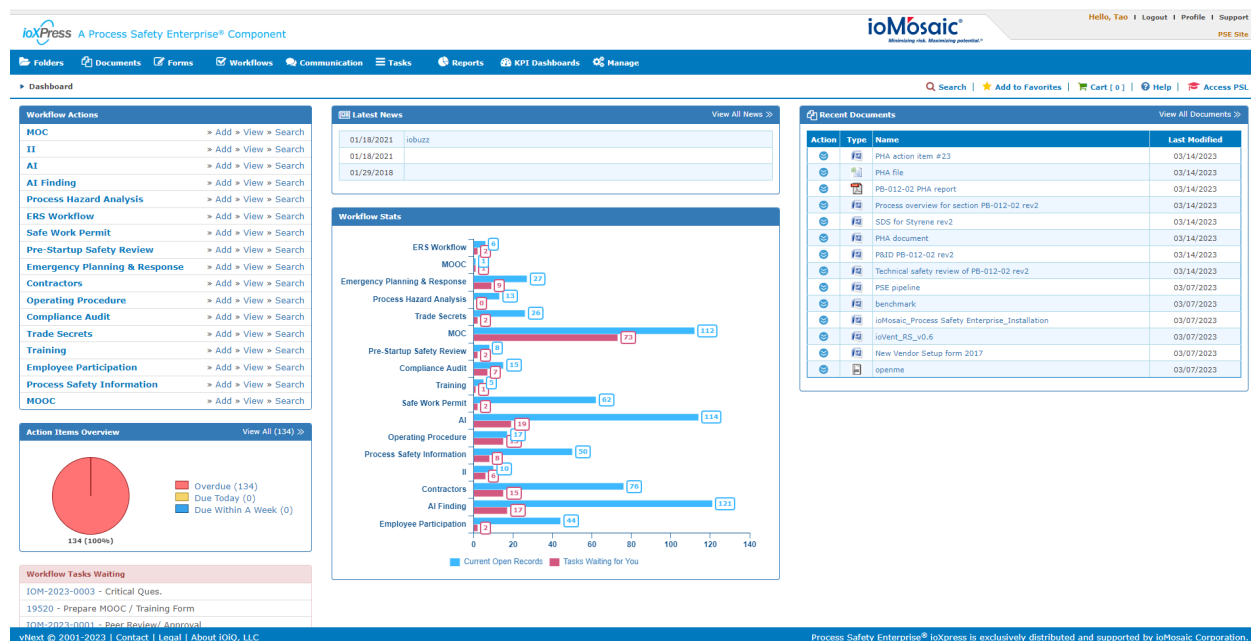 Hello, Tao | Logout | Profile | Support
PSE Site
ioXPress A Process Safety Enterprise® Component
ioMosaic®
Minimizing risk. Maximizing potential.®
Folders Documents Forms Workflows Communication Tasks Reports KPI Dashboards Manage
Dashboard
Search | Add to Favorites | Cart [ 0 ] | Help | Access PSL
Workflow Actions
MOC » Add » View » Search
II » Add » View » Search
AI » Add » View » Search
AI Finding » Add » View » Search
Process Hazard Analysis » Add » View » Search
ERS Workflow » Add » View » Search
Safe Work Permit » Add » View » Search
Pre-Startup Safety Review » Add » View » Search
Emergency Planning & Response » Add » View » Search
Contractors » Add » View » Search
Operating Procedure » Add » View » Search
Compliance Audit » Add » View » Search
Trade Secrets » Add » View » Search
Training » Add » View » Search
Employee Participation » Add » View » Search
Process Safety Information » Add » View » Search
MOOC » Add » View » Search
Action Items Overview View All (134) »
Overdue (134)
Due Today (0)
Due Within A Week (0)
134 (100%)
Workflow Tasks Waiting
IOM-2023-0003 - Critical Ques.
19520 - Prepare MOOC / Training Form
IOM-2023-0001 - Peer Review/ Approval
Latest News View All News »
01/18/2021 iobuzz
01/18/2021
01/29/2018
Workflow Stats
ERS Workflow 6 2
MOOC 1 1
Emergency Planning & Response 27 9
Process Hazard Analysis 13 0
Trade Secrets 26 2
MOC 112 73
Pre-Startup Safety Review 8 2
Compliance Audit 15 7
Training 5 1
Safe Work Permit 62 2
AI 114 19
Operating Procedure 17
Process Safety Information 50 8
II 10 6
Contractors 76 15
AI Finding 121 17
Employee Participation 44 2
0 20 40 60 80 100 120 140
Current Open Records Tasks Waiting for You
Recent Documents View All Documents »
Action Type Name Last Modified
PHA action item #23 03/14/2023
PHA file 03/14/2023
PB-012-02 PHA report 03/14/2023
Process overview for section PB-012-02 rev2 03/14/2023
SDS for Styrene rev2 03/14/2023
PHA document 03/14/2023
P&ID PB-012-02 rev2 03/14/2023
Technical safety review of PB-012-02 rev2 03/14/2023
PSE pipeline 03/07/2023
benchmark 03/07/2023
ioMosaic_Process Safety Enterprise_Installation 03/07/2023
ioVent_RS_v0.6 03/07/2023
New Vendor Setup form 2017 03/07/2023
openme 03/07/2023
vNext © 2001-2023 | Contact | Legal | About iOiQ, LLC
Process Safety Enterprise® ioXpress is exclusively distributed and supported by ioMosaic Corporation.